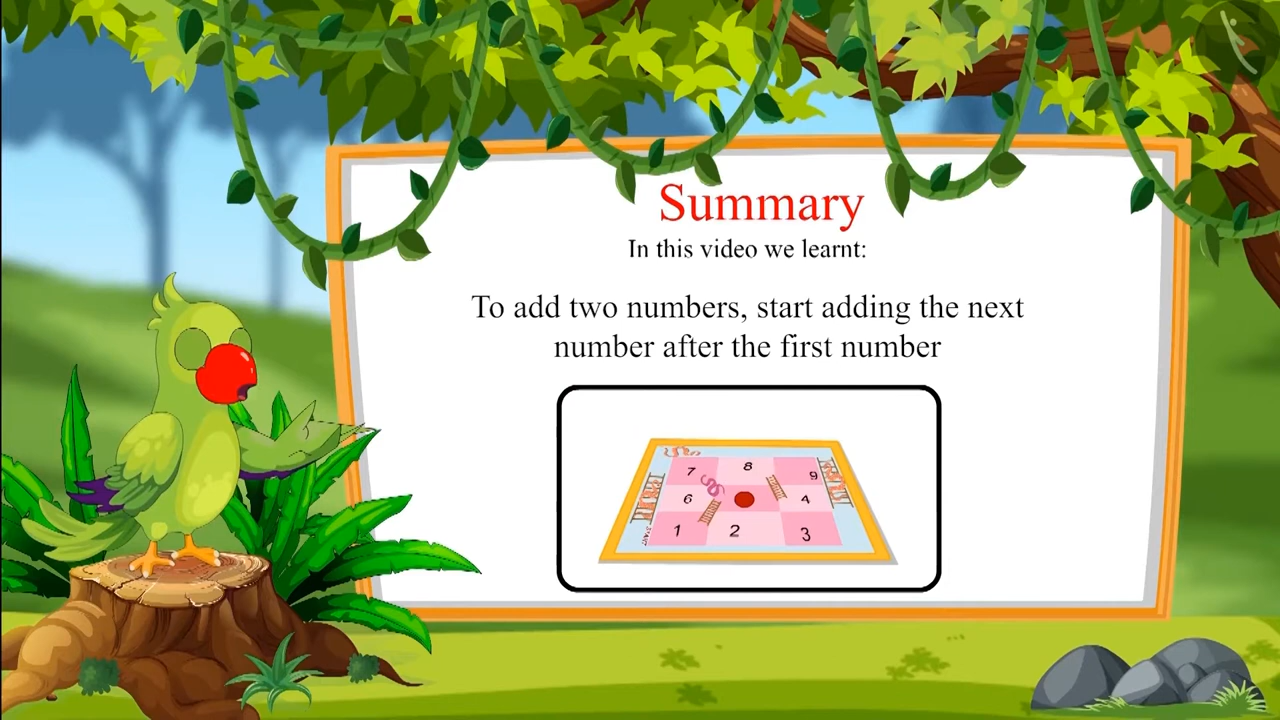 Summary
In this video we learnt:
To add two numbers, start adding the next
number after the first number
7 8 9
6 4
1 2 3
START